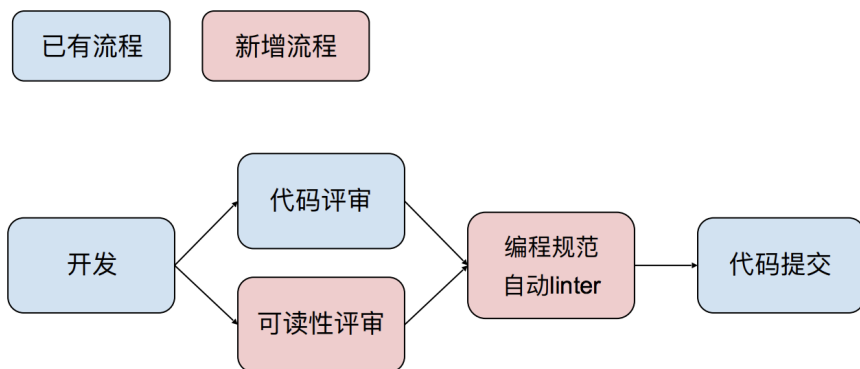 已有流程
新增流程
代码评审
开发
编程规范
自动linter
代码提交
可读性评审